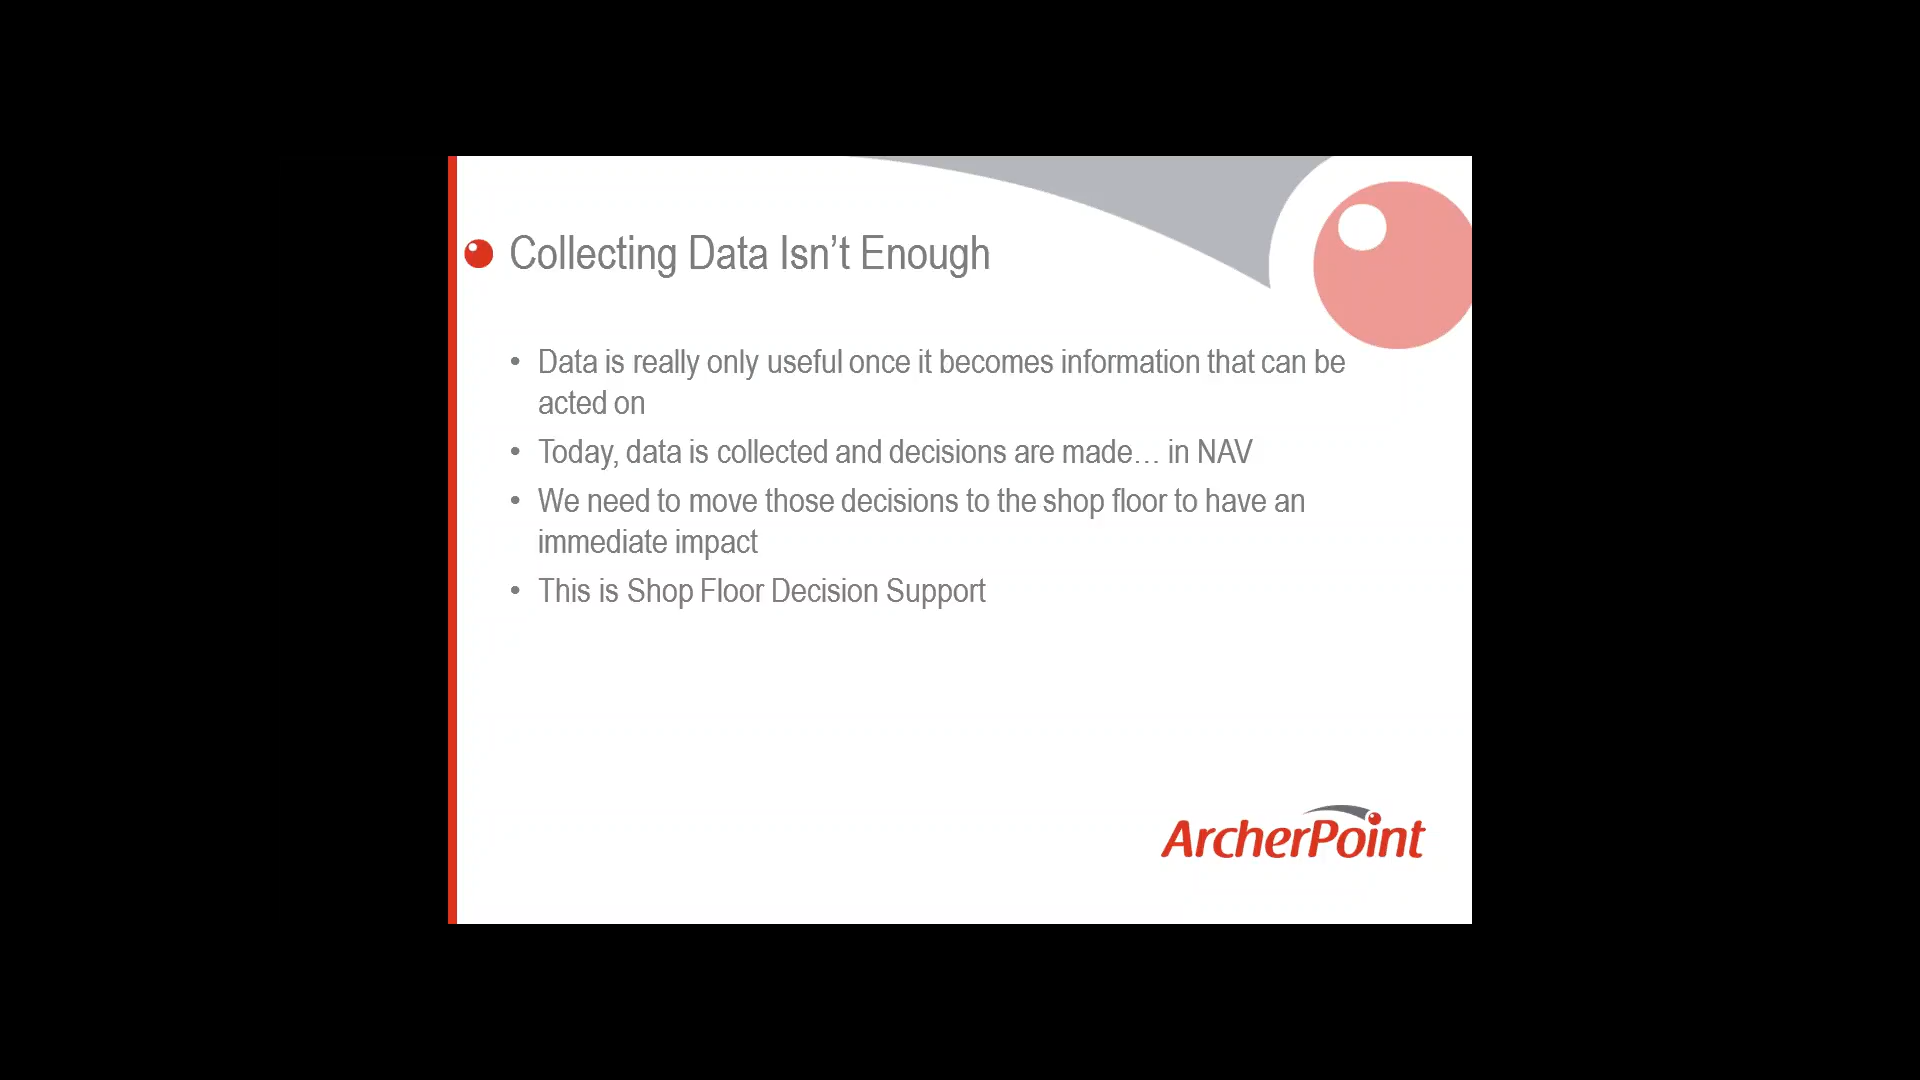 Collecting Data Isn’t Enough
• Data is really only useful once it becomes information that can be
acted on
• Today, data is collected and decisions are made… in NAV
• We need to move those decisions to the shop floor to have an
immediate impact
• This is Shop Floor Decision Support
ArcherPoint